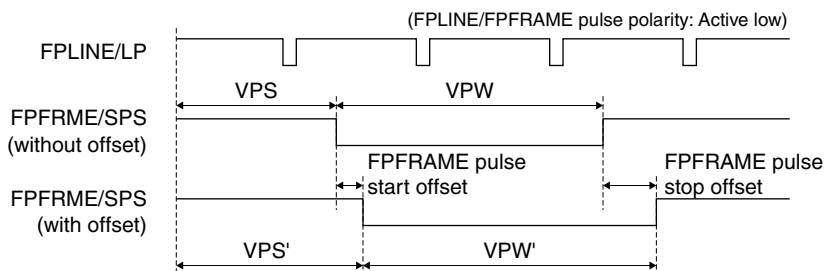 (FPLINE/FPFRAME pulse polarity: Active low)
FPLINE/LP
VPS
VPW
FPFRME/SPS
(without offset)
FPFRAME pulse
start offset
FPFRAME pulse
stop offset
FPFRME/SPS
(with offset)
VPS'
VPW'